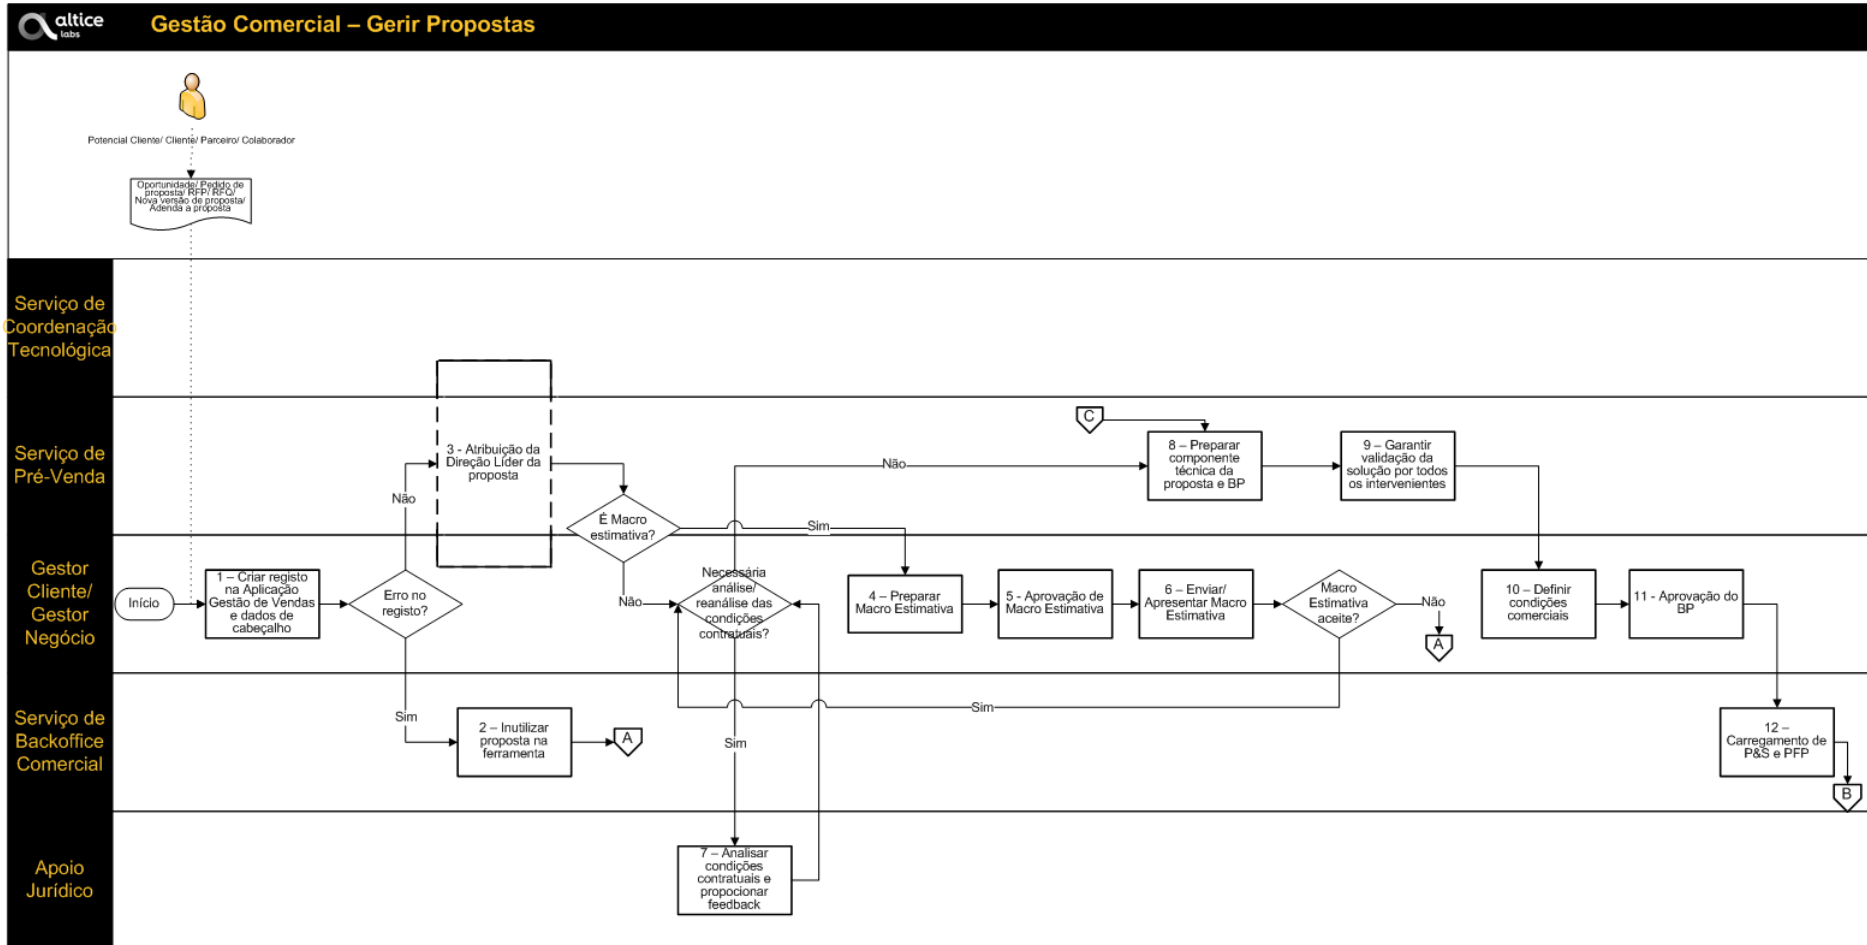 altice
labs
Gestão Comercial – Gerir Propostas
Potencial Cliente/ Cliente/ Parceiro/ Colaborador
Oportunidade/ Pedido de
proposta/ RFP/ RFQ/
Nova versão de proposta/
Adenda a proposta
Serviço de
Coordenação
Tecnológica
Serviço de
Pré-Venda
3 - Atribuição da
Direção Líder da
proposta
Não
É Macro
estimativa?
Sim
Não
Não
C
8 – Preparar
componente
técnica da
proposta e BP
9 – Garantir
validação da
solução por todos
os intervenientes
Gestor
Cliente/
Gestor
Negócio
Início
1 – Criar registo
na Aplicação
Gestão de Vendas
e dados de
cabeçalho
Erro no
registo?
Necessária
análise/
reanálise das
condições
contratuais?
4 – Preparar
Macro Estimativa
5 - Aprovação de
Macro Estimativa
6 – Enviar/
Apresentar Macro
Estimativa
Macro
Estimativa
aceite?
Não
A
10 – Definir
condições
comerciais
11 - Aprovação do
BP
Serviço de
Backoffice
Comercial
Sim
2 – Inutilizar
proposta na
ferramenta
A
Sim
Sim
12 –
Carregamento de
P&S e PFP
B
Apoio
Jurídico
7 – Analisar
condições
contratuais e
propocionar
feedback